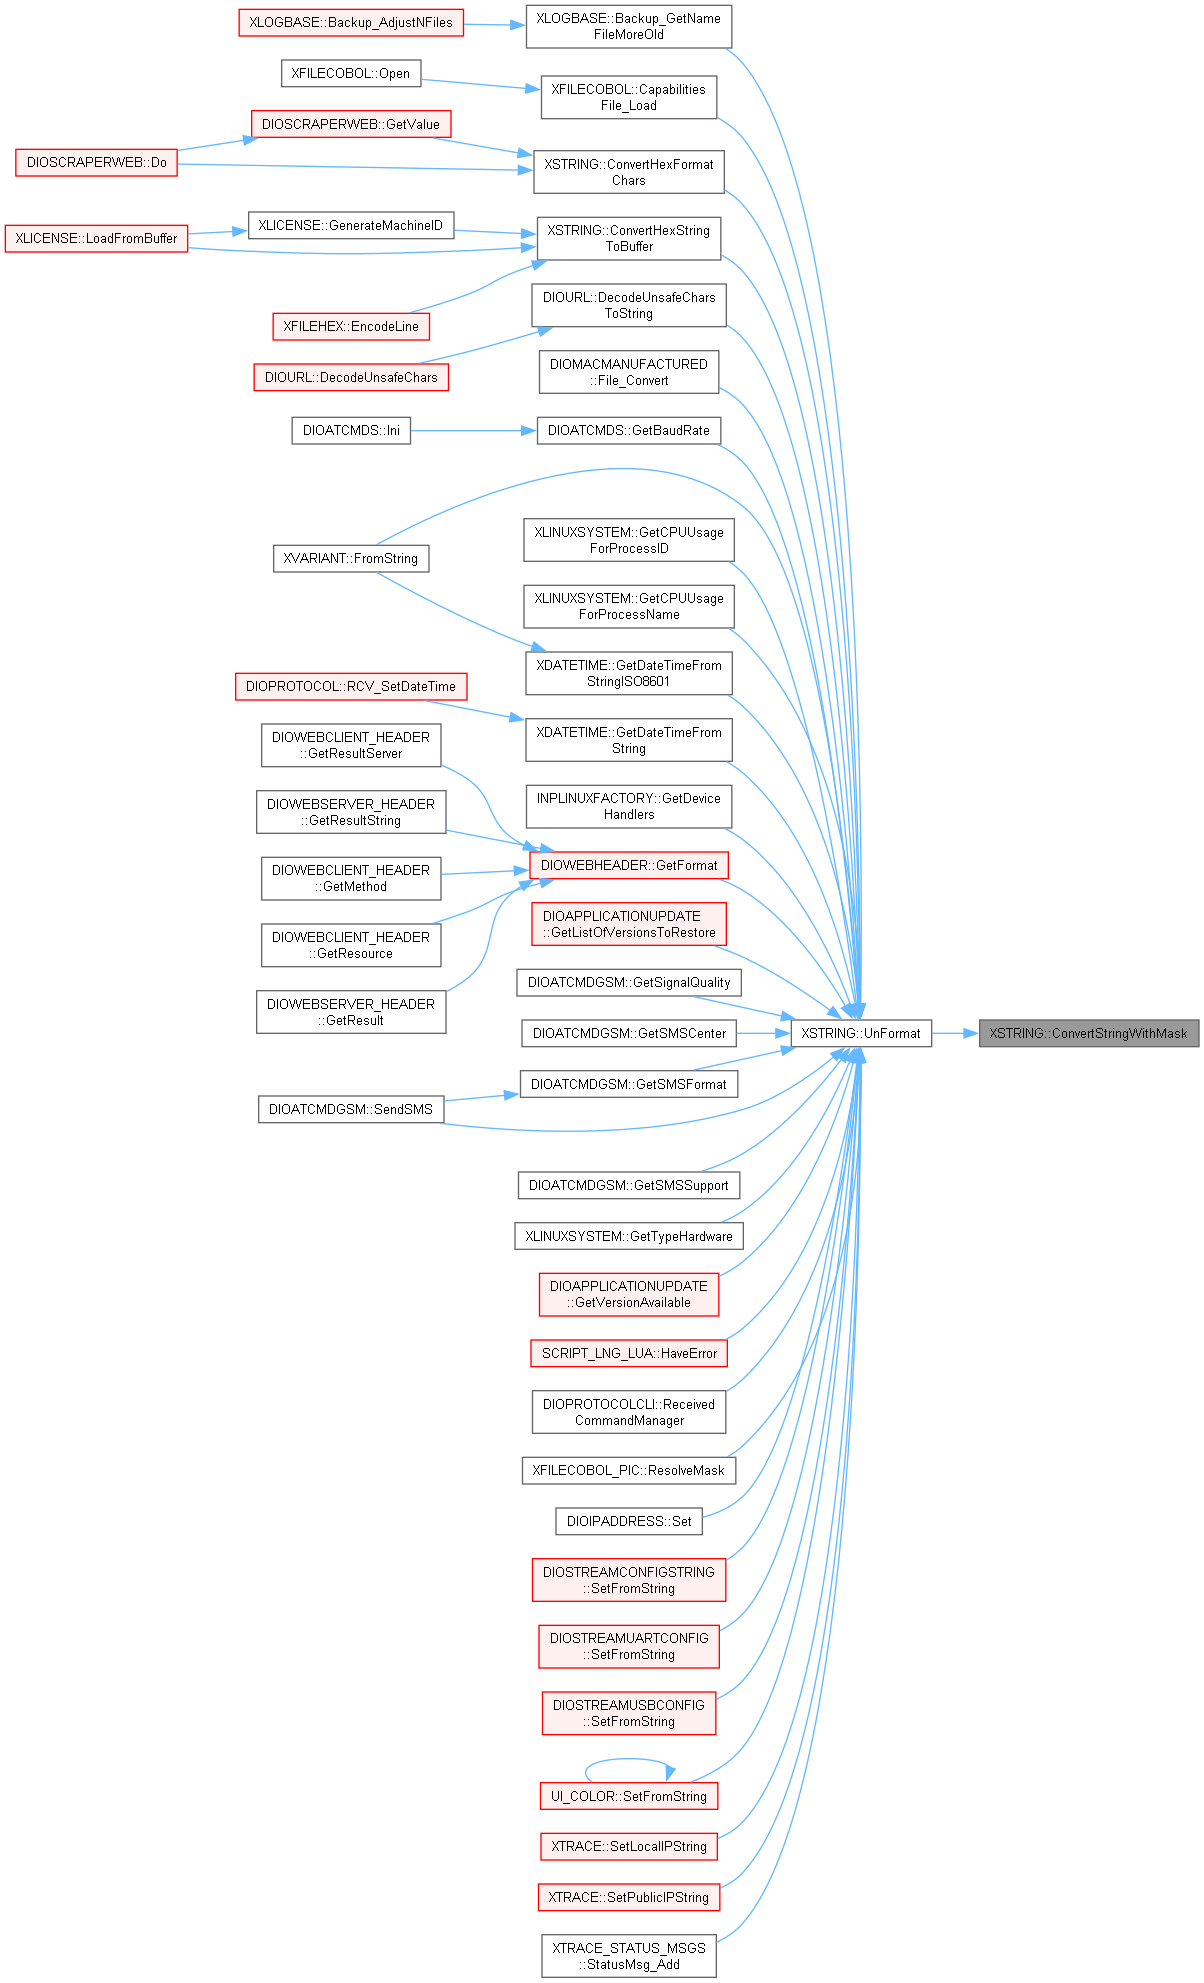 XLOGBASE::Backup_AdjustNFiles
XLOGBASE::Backup_GetName
FileMoreOld
XFILECOBOL::Open
XFILECOBOL::Capabilities
File_Load
DIOSCRAPERWEB::GetValue
DIOSCRAPERWEB::Do
XSTRING::ConvertHexFormat
Chars
XLICENSE::GenerateMachineID
XLICENSE::LoadFromBuffer
XSTRING::ConvertHexString
ToBuffer
DIOURL::DecodeUnsafeChars
ToString
XFILEHEX::EncodeLine
DIOURL::DecodeUnsafeChars
DIOMACMANUFACTURED
::File_Convert
DIOATCMDS::Ini
DIOATCMDS::GetBaudRate
XLINUXSYSTEM::GetCPUUsage
ForProcessID
XVARIANT::FromString
XLINUXSYSTEM::GetCPUUsage
ForProcessName
XDATETIME::GetDateTimeFrom
StringISO8601
DIOPROTOCOL::RCV_SetDateTime
XDATETIME::GetDateTimeFrom
String
DIOWEBCLIENT_HEADER
::GetResultServer
INPLINUXFACTORY::GetDevice
Handlers
DIOWEBSERVER_HEADER
::GetResultString
DIOWEBHEADER::GetFormat
DIOWEBCLIENT_HEADER
::GetMethod
DIOAPPLICATIONUPDATE
::GetListOfVersionsToRestore
DIOWEBCLIENT_HEADER
::GetResource
DIOATCMDGSM::GetSignalQuality
DIOWEBSERVER_HEADER
::GetResult
DIOATCMDGSM::GetSMSCenter
XSTRING::UnFormat
XSTRING::ConvertStringWithMask
DIOATCMDGSM::GetSMSFormat
DIOATCMDGSM::SendSMS
DIOATCMDGSM::GetSMSSupport
XLINUXSYSTEM::GetTypeHardware
DIOAPPLICATIONUPDATE
::GetVersionAvailable
SCRIPT_LNG_LUA::HaveError
DIOPROTOCOLCLI::Received
CommandManager
XFILECOBOL_PIC::ResolveMask
DIOIPADDRESS::Set
DIOSTREAMCONFIGSTRING
::SetFromString
DIOSTREAMUARTCONFIG
::SetFromString
DIOSTREAMUSBCONFIG
::SetFromString
UI_COLOR::SetFromString
XTRACE::SetLocalIPString
XTRACE::SetPublicIPString
XTRACE_STATUS_MSGS
::StatusMsg_Add